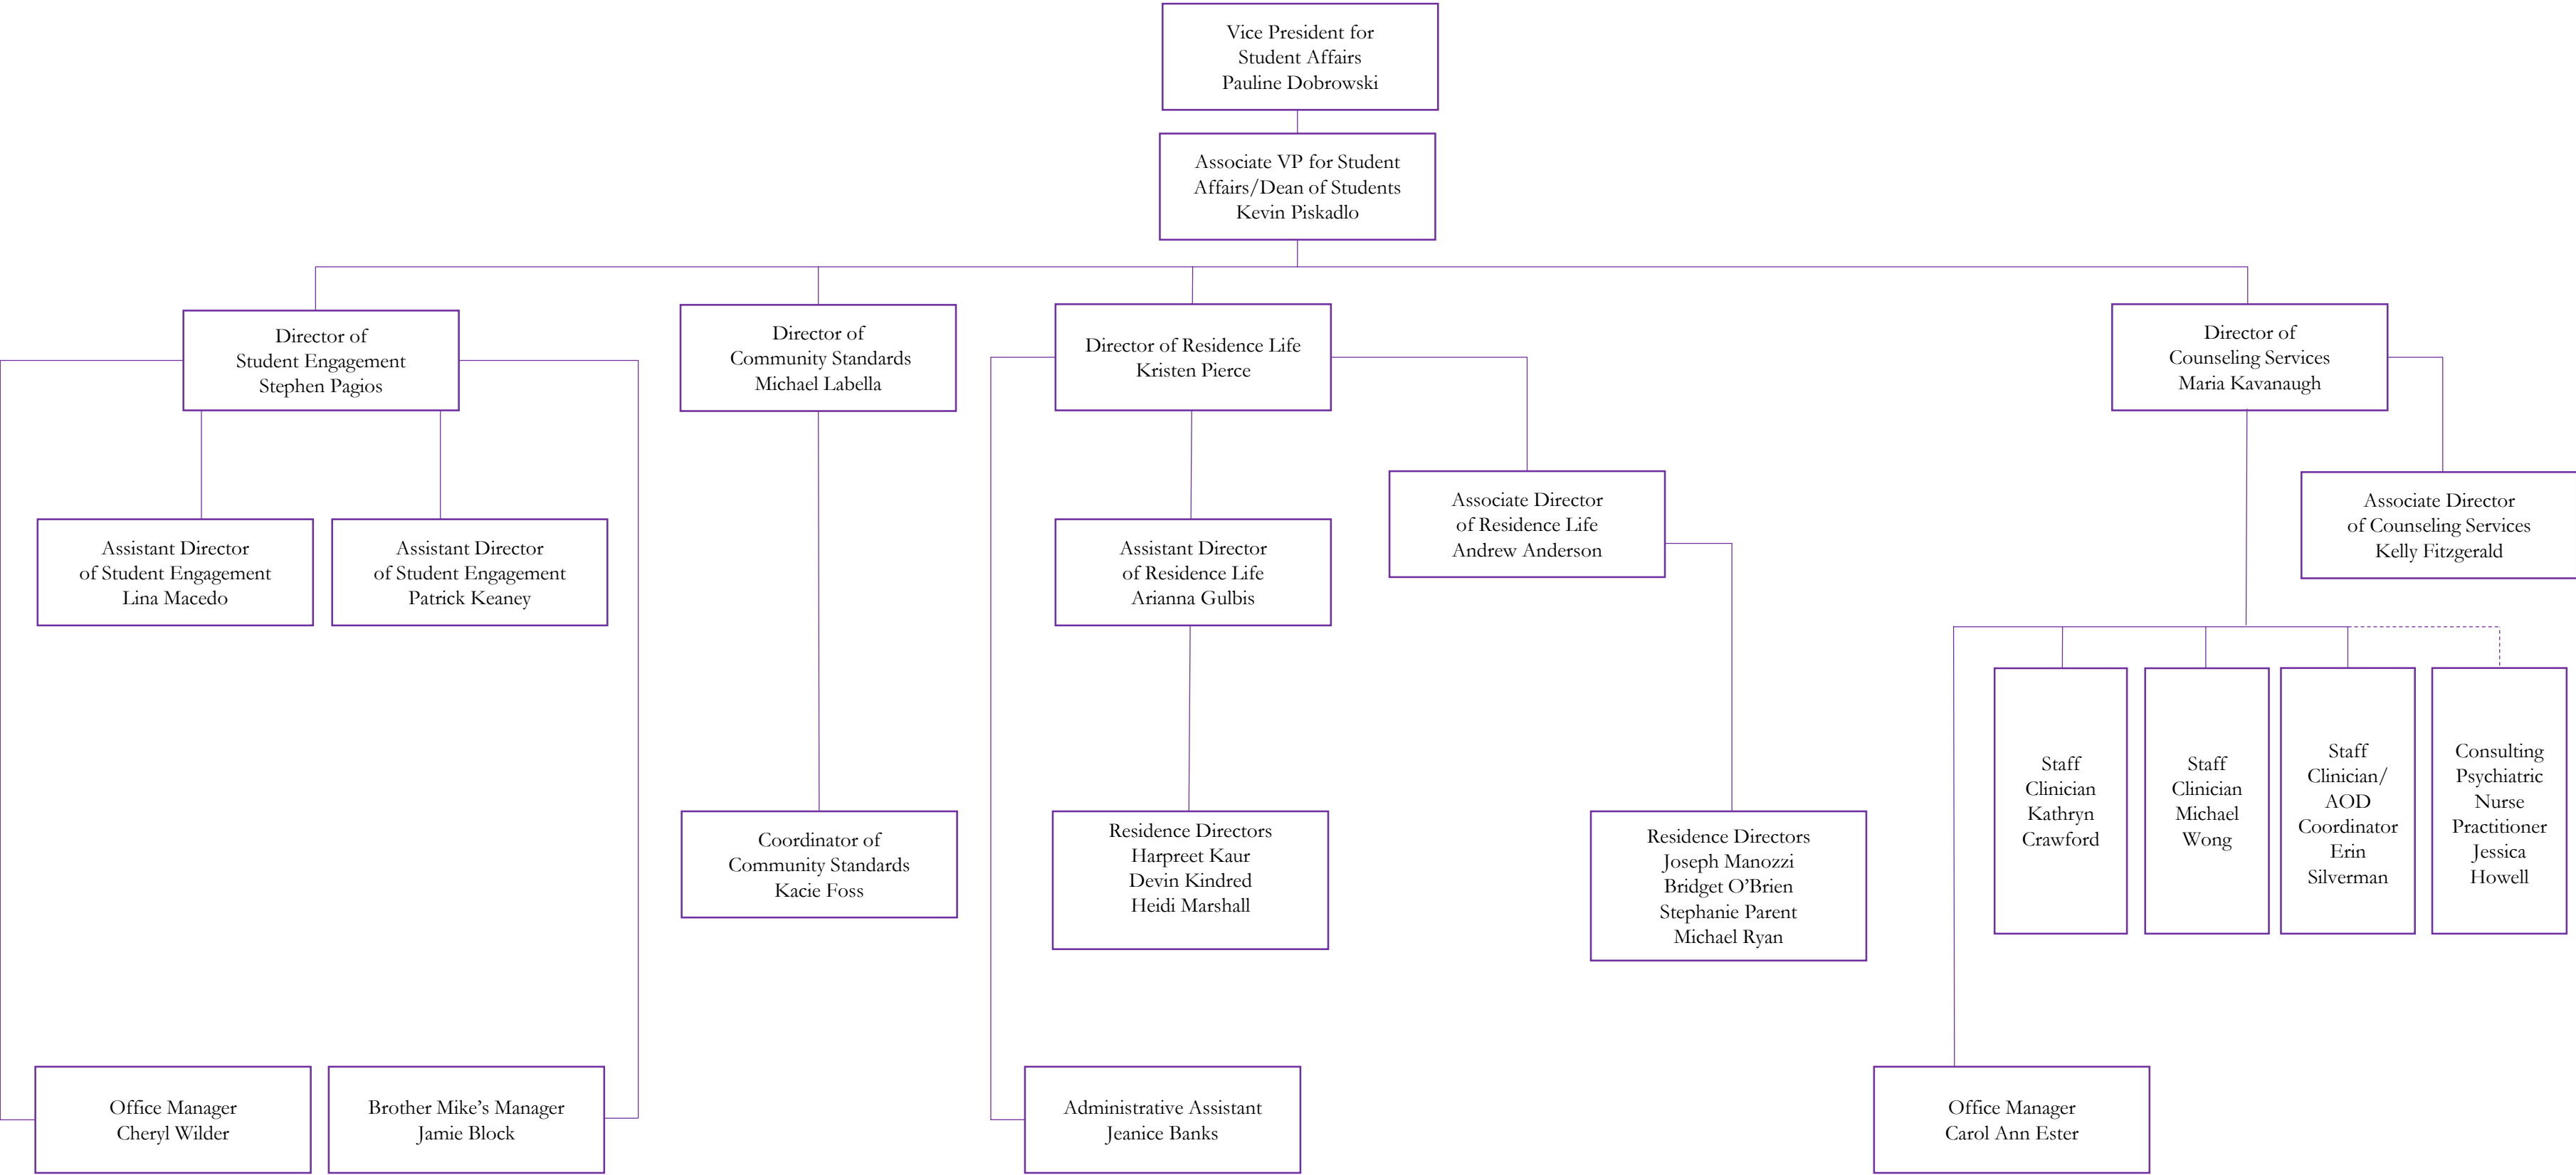 Vice President for
Student Affairs
Pauline Dobrowski
Associate VP for Student
Affairs/Dean of Students
Kevin Piskadlo
Director of
Student Engagement
Stephen Pagios
Director of
Community Standards
Michael Labella
Director of Residence Life
Kristen Pierce
Director of
Counseling Services
Maria Kavanaugh
Associate Director
of Residence Life
Andrew Anderson
Associate Director
of Counseling Services
Kelly Fitzgerald
Assistant Director
of Student Engagement
Lina Macedo
Assistant Director
of Student Engagement
Patrick Keaney
Assistant Director
of Residence Life
Arianna Gulbis
Staff
Clinician
Kathryn
Crawford
Staff
Clinician
Michael
Wong
Staff
Clinician/
AOD
Coordinator
Erin
Silverman
Consulting
Psychiatric
Nurse
Practitioner
Jessica
Howell
Coordinator of
Community Standards
Kacie Foss
Residence Directors
Harpreet Kaur
Devin Kindred
Heidi Marshall
Residence Directors
Joseph Manozzi
Bridget O’Brien
Stephanie Parent
Michael Ryan
Office Manager
Cheryl Wilder
Brother Mike’s Manager
Jamie Block
Administrative Assistant
Jeanice Banks
Office Manager
Carol Ann Ester